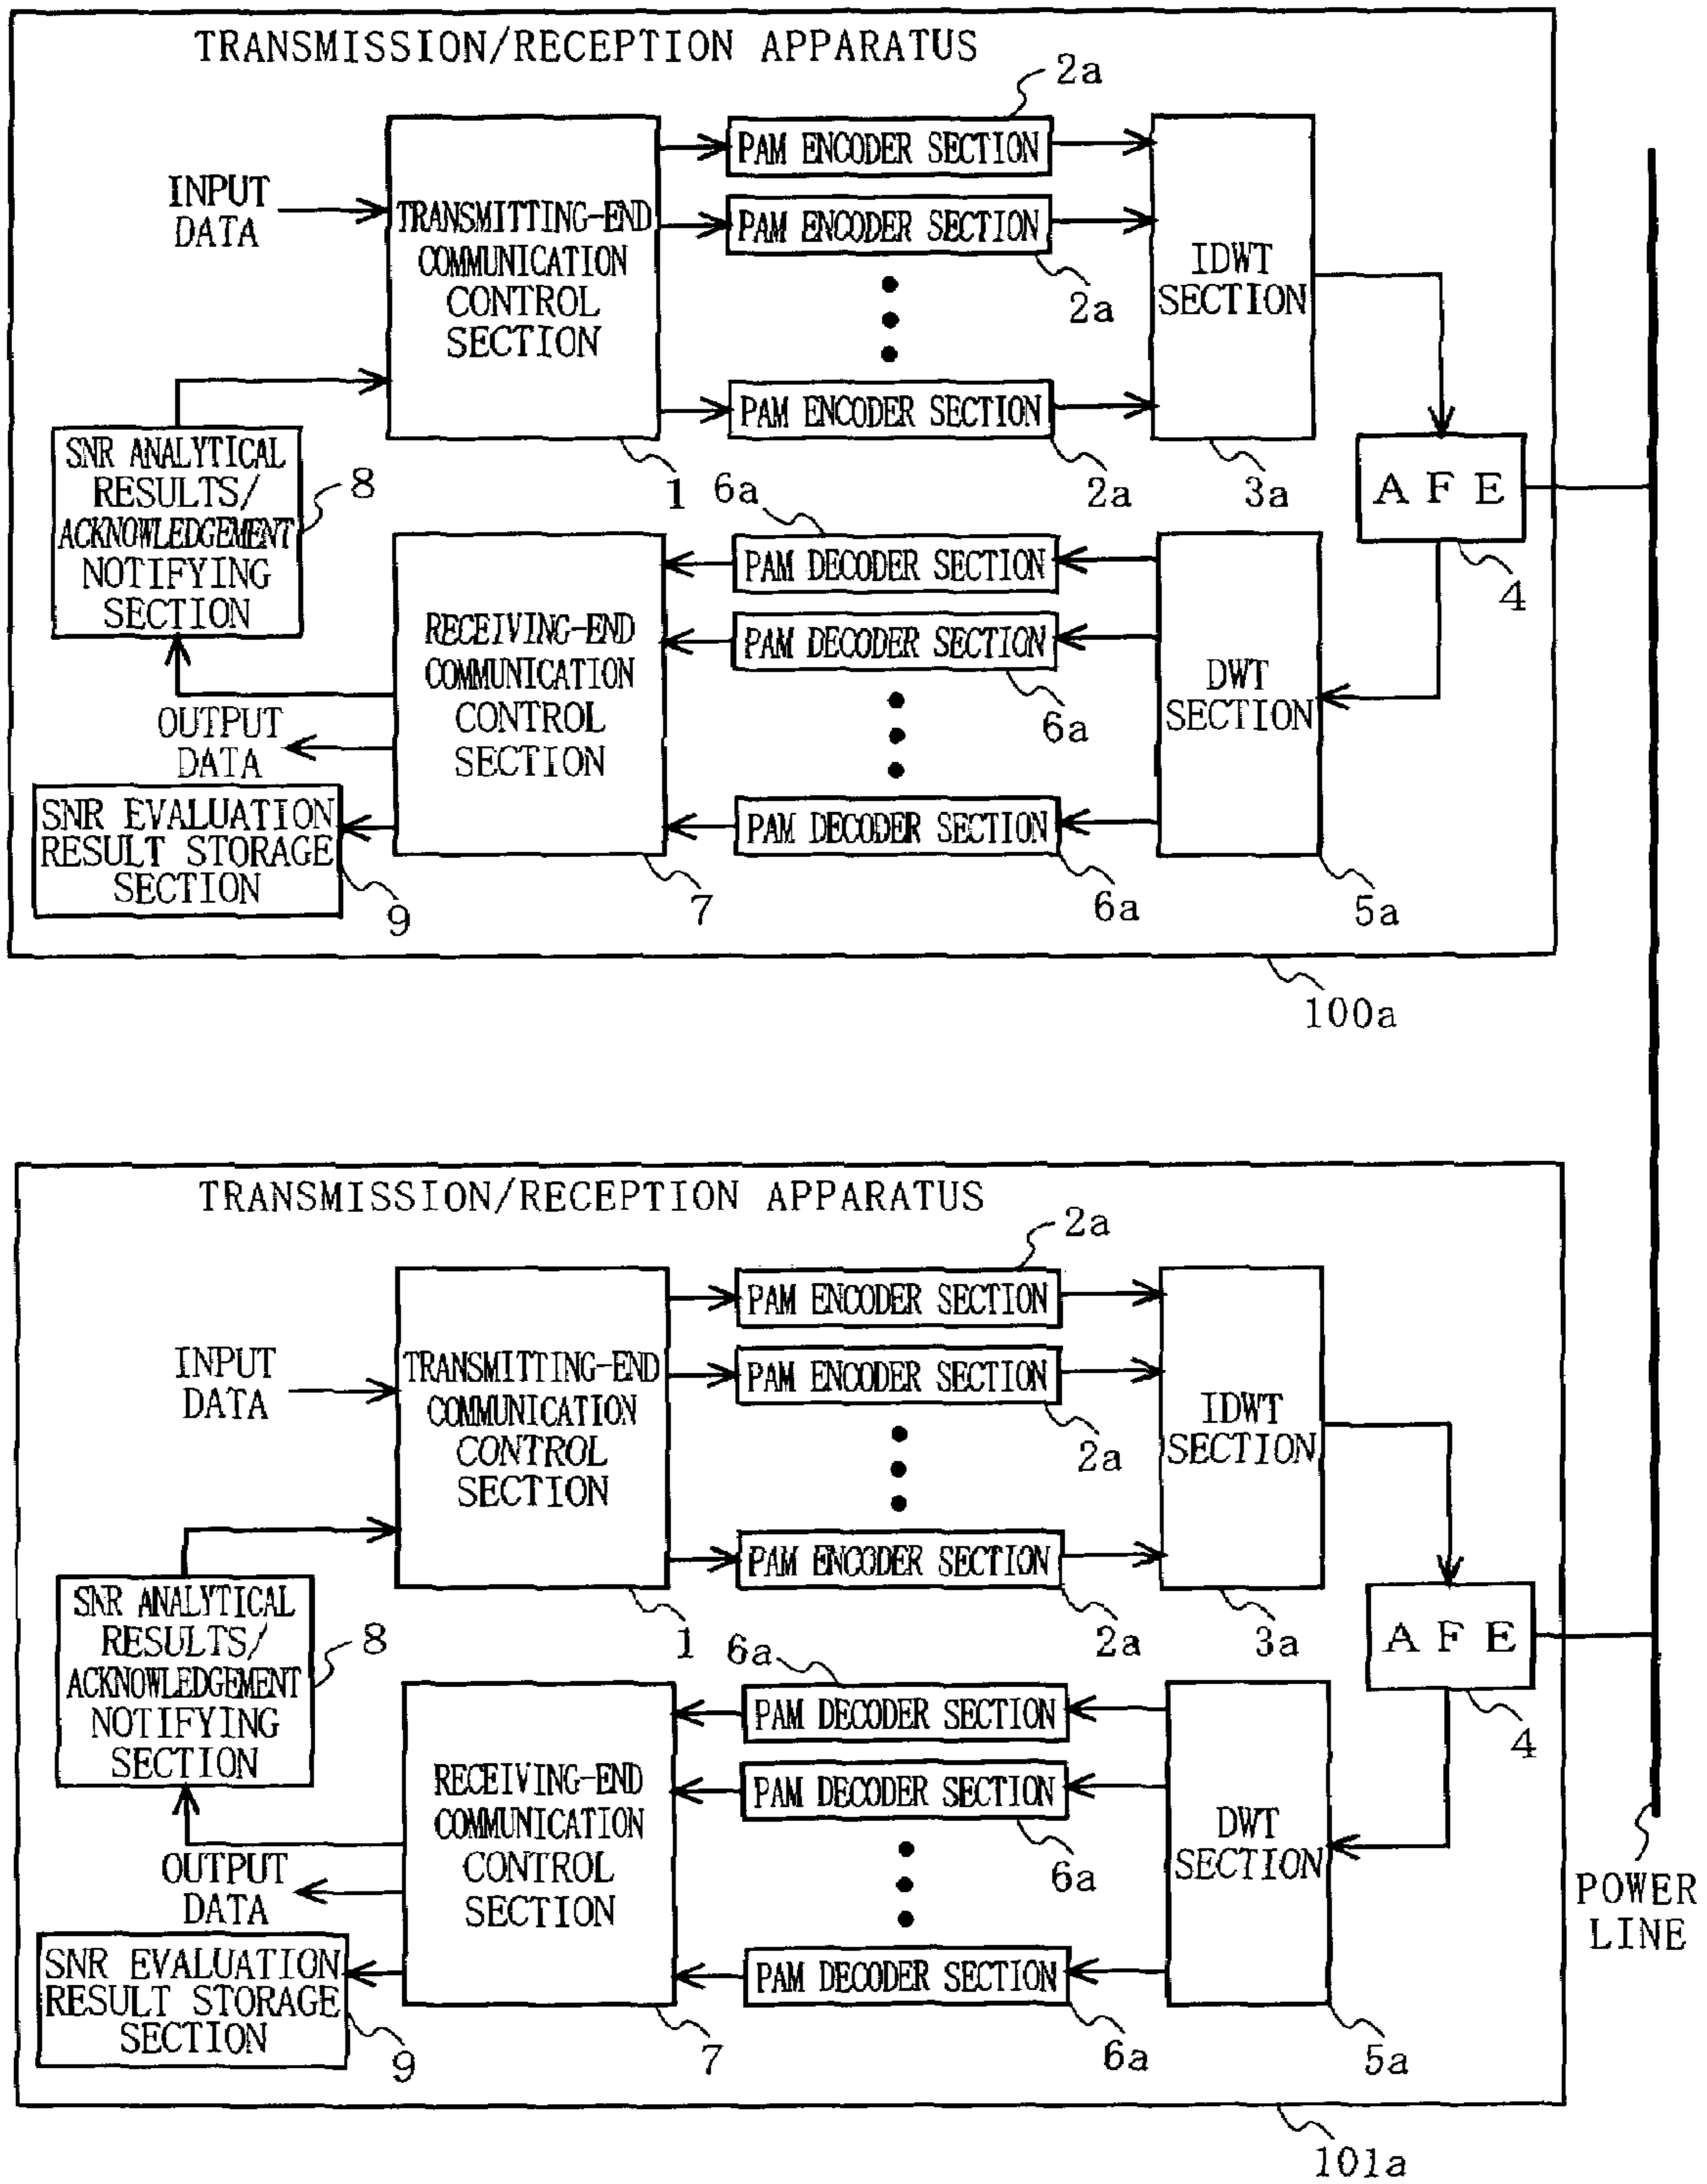 TRANSMISSION/RECEPTION APPARATUS
2a
PAM ENCODER SECTION
INPUT
DATA
TRANSMITTING-END
COMMUNICATION
CONTROL
SECTION
PAM ENCODER SECTION
2a
IDWT
SECTION
PAM ENCODER SECTION
SNR ANALYTICAL
RESULTS/
ACKNOWLEDGEMENT
NOTIFYING
SECTION
8
1
6a
2a
3a
A F E
4
PAM DECODER SECTION
RECEIVING-END
COMMUNICATION
CONTROL
SECTION
PAM DECODER SECTION
6a
DWT
SECTION
OUTPUT
DATA
PAM DECODER SECTION
SNR EVALUATION
RESULT STORAGE
SECTION
9
7
6a
5a
100a
TRANSMISSION/RECEPTION APPARATUS
2a
PAM ENCODER SECTION
INPUT
DATA
TRANSMITTING-END
COMMUNICATION
CONTROL
SECTION
PAM ENCODER SECTION
2a
IDWT
SECTION
PAM ENCODER SECTION
SNR ANALYTICAL
RESULTS/
ACKNOWLEDGEMENT
NOTIFYING
SECTION
8
1
6a
2a
3a
A F E
4
PAM DECODER SECTION
RECEIVING-END
COMMUNICATION
CONTROL
SECTION
PAM DECODER SECTION
6a
DWT
SECTION
POWER
LINE
OUTPUT
DATA
PAM DECODER SECTION
SNR EVALUATION
RESULT STORAGE
SECTION
9
7
6a
5a
101a